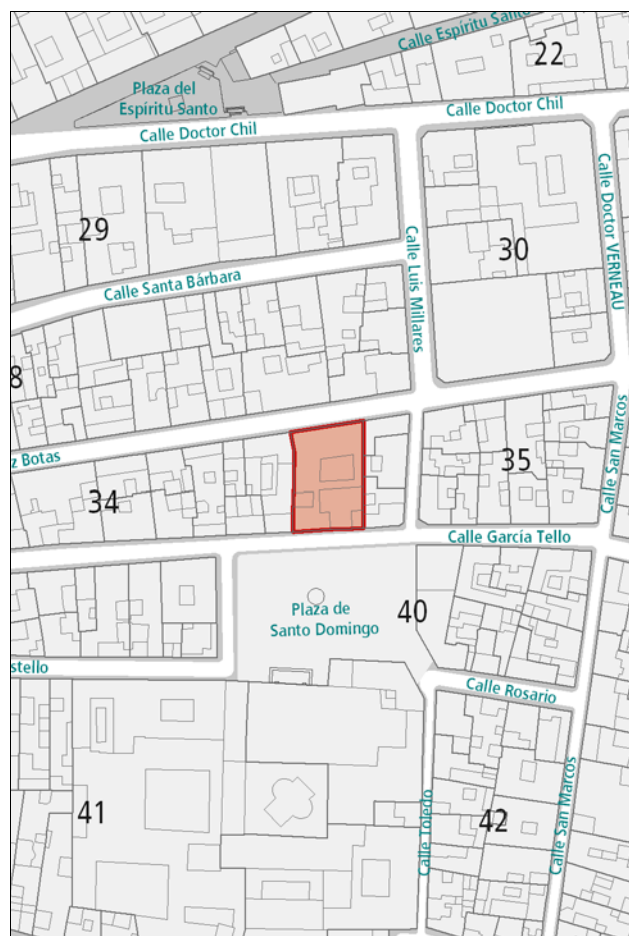 Calle Espíritu Santo
22
Plaza del
Espíritu Santo
Calle Doctor Chil
Calle Doctor Chil
Calle Doctor VERNEAU
29
30
Calle Luis Millares
Calle Santa Bárbara
8
z Botas
34
35
Calle San Marcos
Calle García Tello
Plaza de
Santo Domingo
40
stello
Calle Rosario
41
42
Calle Toledo
Calle San Marcos